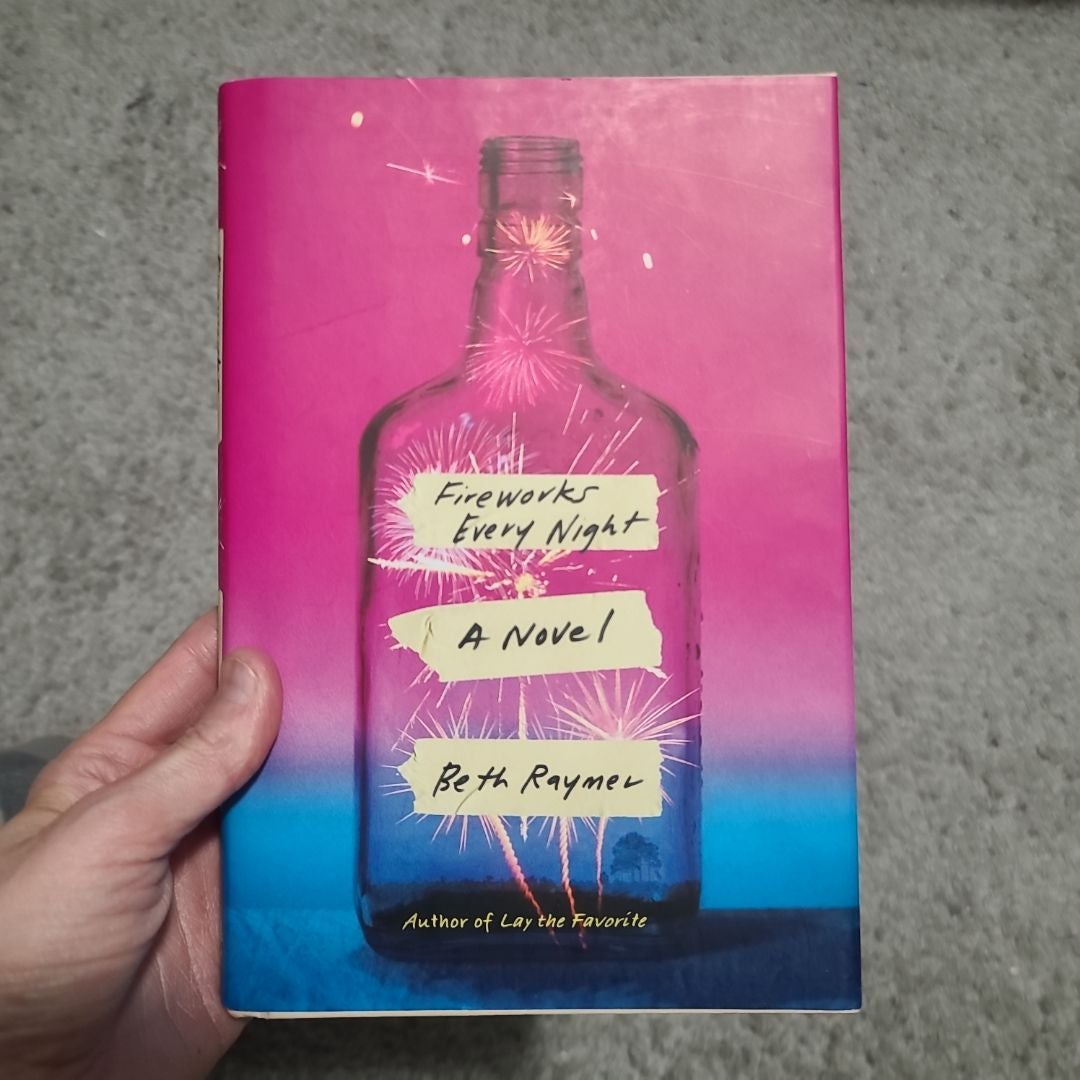 Fireworks
Every Night
A Novel
Beth Raymer
Author of Lay the Favorite